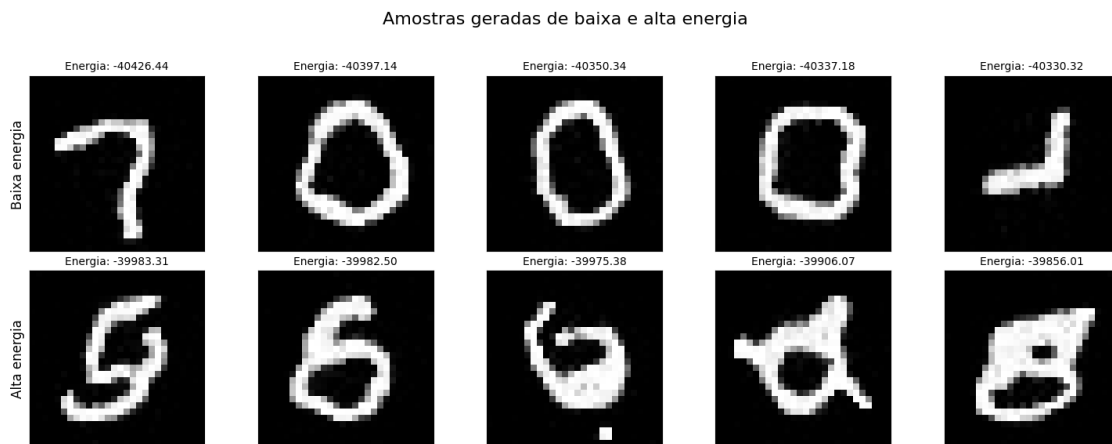 Amostras geradas de baixa e alta energia
Energia: -40426.44 Energia: -40397.14 Energia: -40350.34 Energia: -40337.18 Energia: -40330.32
Baixa energia
Energia: -39983.31 Energia: -39982.50 Energia: -39975.38 Energia: -39906.07 Energia: -39856.01
Alta energia